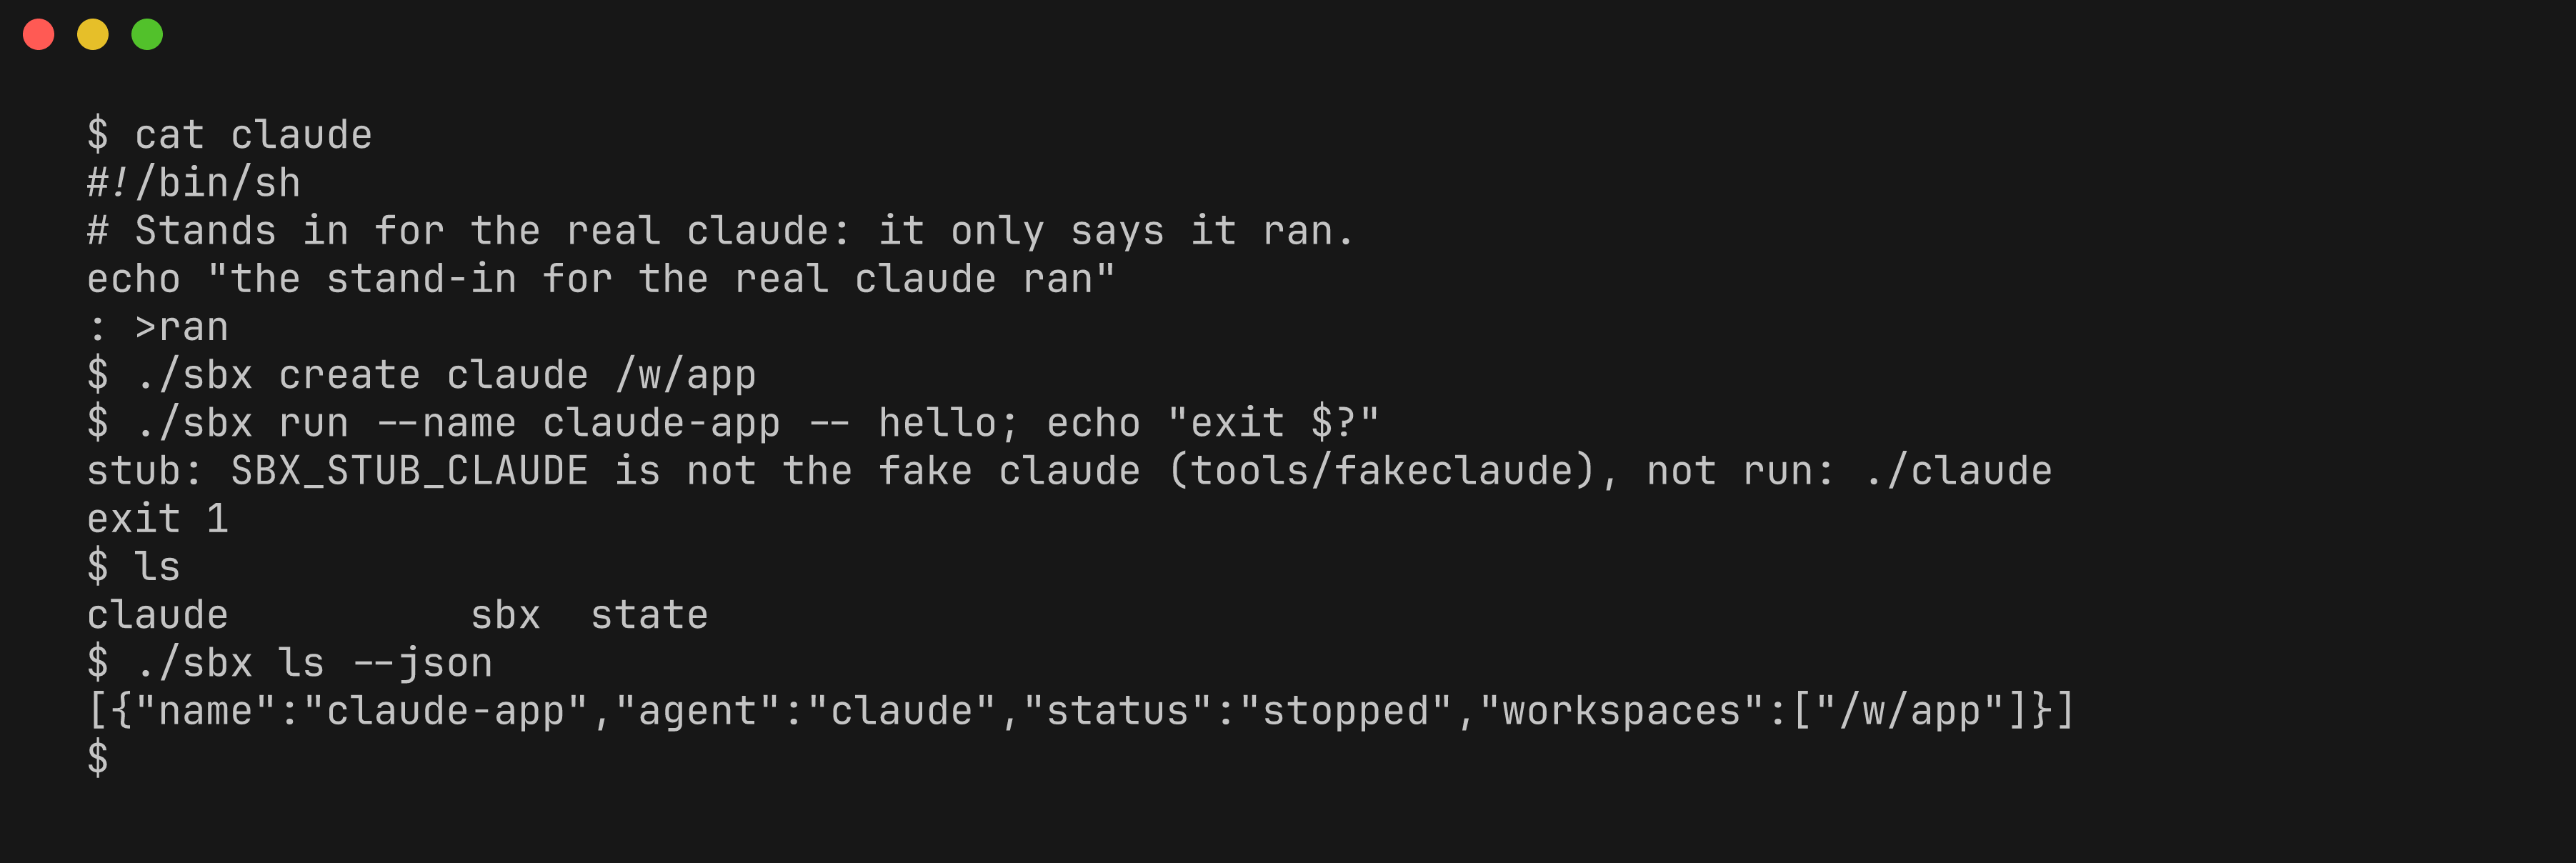 $ cat claude
#!/bin/sh
# Stands in for the real claude: it only says it ran.
echo "the stand-in for the real claude ran"
: >ran
$ ./sbx create claude /w/app
$ ./sbx run --name claude-app -- hello; echo "exit $?"
stub: SBX_STUB_CLAUDE is not the fake claude (tools/fakeclaude), not run: ./claude
exit 1
$ ls
claude          sbx  state
$ ./sbx ls --json
[{"name":"claude-app","agent":"claude","status":"stopped","workspaces":["/w/app"]}]
$